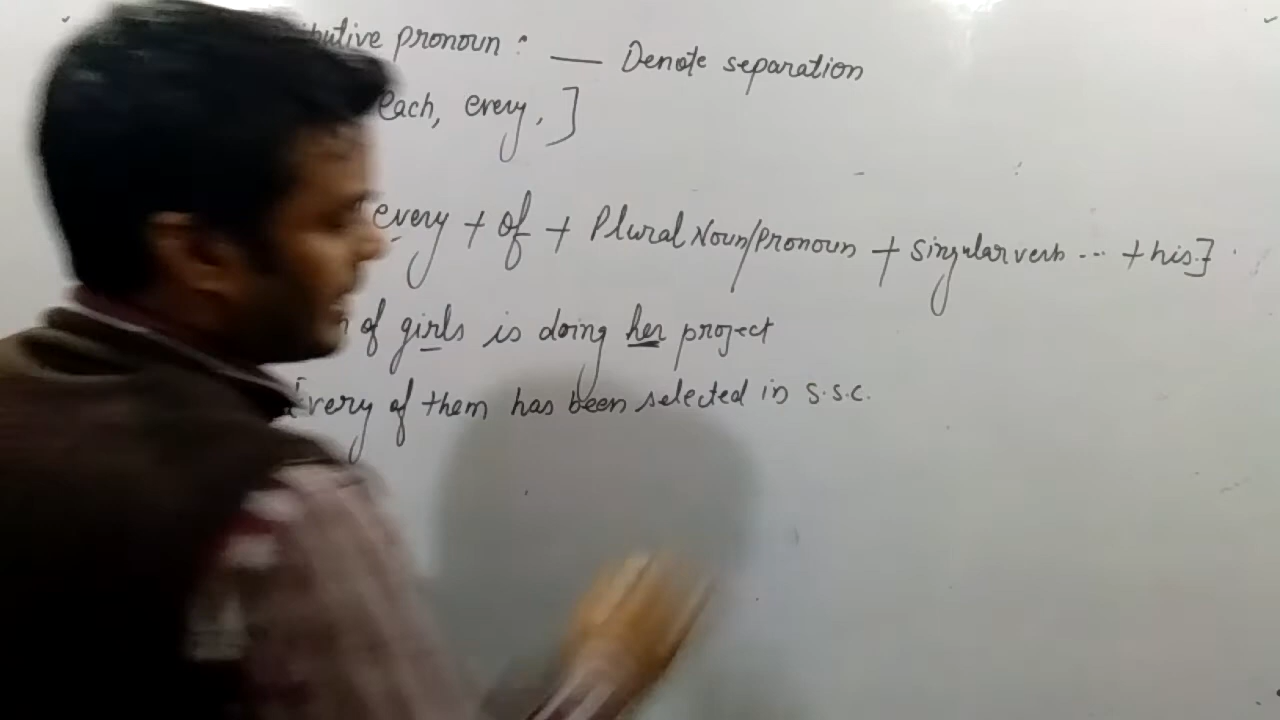 pronoun : — Denote separation
each, every, ]
every + of + Plural Noun/Pronoun + singular verb ... + his]
of girls is doing her project
Every of them has been selected in S.S.C.